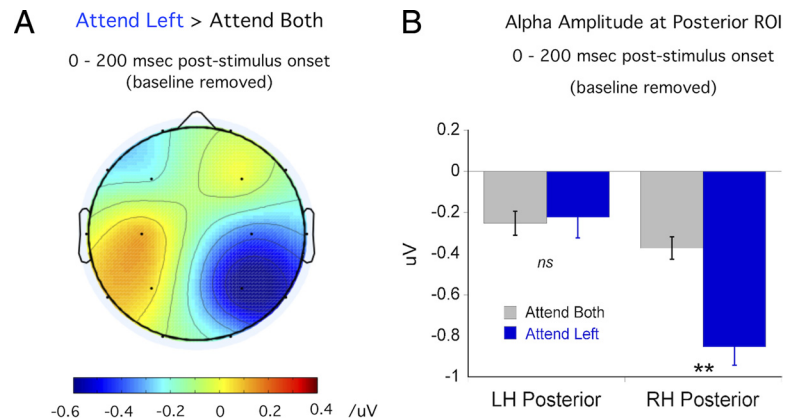 A
Attend Left > Attend Both
0 - 200 msec post-stimulus onset
(baseline removed)
-0.6 -0.4 -0.2 0 0.2 0.4 /uV
B
Alpha Amplitude at Posterior ROI
0 - 200 msec post-stimulus onset
(baseline removed)
0.2
0
-0.2
-0.4
-0.6
-0.8
-1
uV
ns
Attend Both
Attend Left
**
LH Posterior RH Posterior